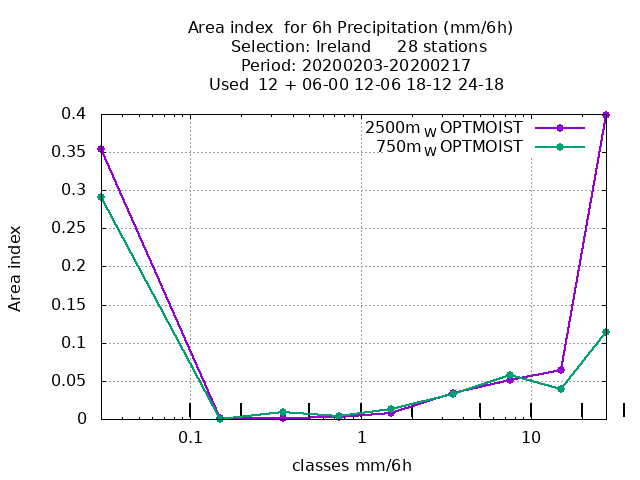 Area index  for 6h Precipitation (mm/6h)
Selection: Ireland     28 stations
Period: 20200203-20200217
Used  12 + 06-00 12-06 18-12 24-18
2500m W OPTMOIST
750m W OPTMOIST
0.4
0.35
0.3
0.25
0.2
0.15
0.1
0.05
0
Area index
0.1 1 10
classes mm/6h